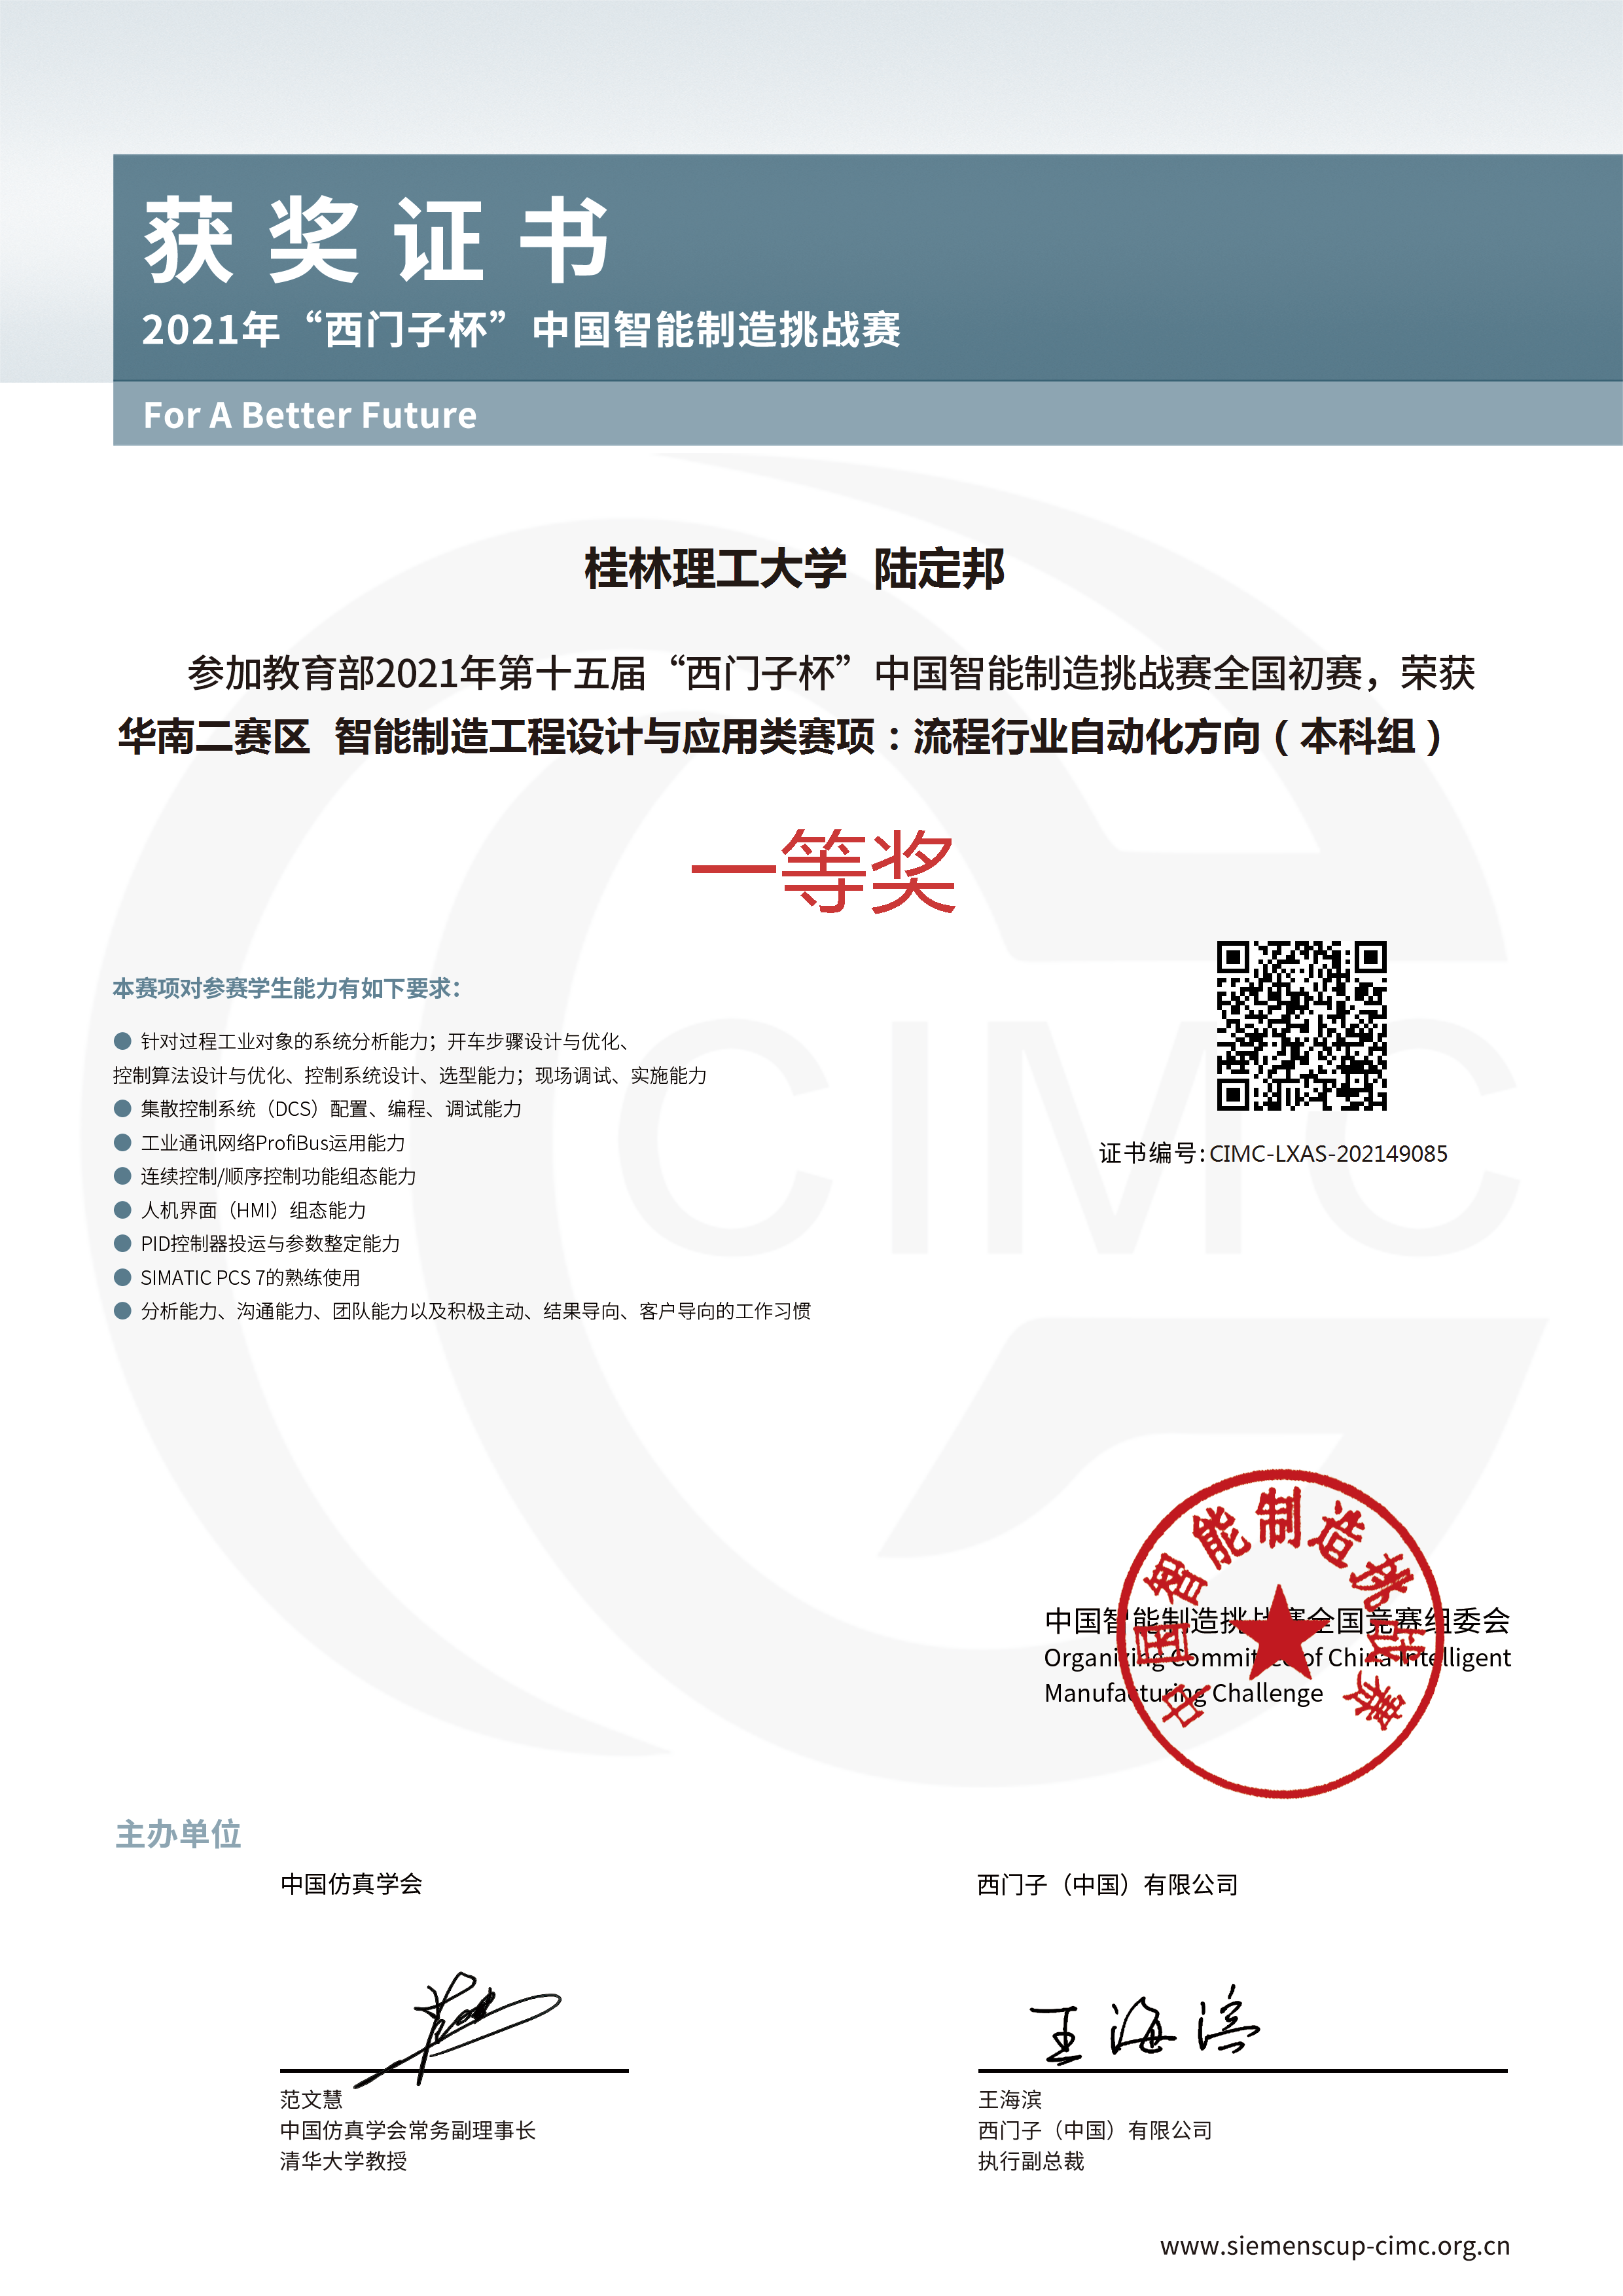 获奖证书
2021年“西门子杯”中国智能制造挑战赛
For A Better Future
桂林理工大学 陆定邦
参加教育部2021年第十五届“西门子杯”中国智能制造挑战赛全国初赛，荣获
华南二赛区 智能制造工程设计与应用类赛项：流程行业自动化方向（本科组）
一等奖
本赛项对参赛学生能力有如下要求：
● 针对过程工业对象的系统分析能力；开车步骤设计与优化、
控制算法设计与优化、控制系统设计、选型能力；现场调试、实施能力
● 集散控制系统（DCS）配置、编程、调试能力
● 工业通讯网络ProfiBus运用能力
● 连续控制/顺序控制功能组态能力
● 人机界面（HMI）组态能力
● PID控制器投运与参数整定能力
● SIMATIC PCS 7的熟练使用
● 分析能力、沟通能力、团队能力以及积极主动、结果导向、客户导向的工作习惯
CIMC
证书编号：CIMC-LXAS-202149085
中国智能制造挑战赛
中国智能制造挑战赛全国竞赛组委会
Organizing Committee of China Intelligent
Manufacturing Challenge
主办单位
中国仿真学会
西门子（中国）有限公司
王海滨
范文慧
中国仿真学会常务副理事长
清华大学教授
王海滨
西门子（中国）有限公司
执行副总裁
www.siemenscup-cimc.org.cn